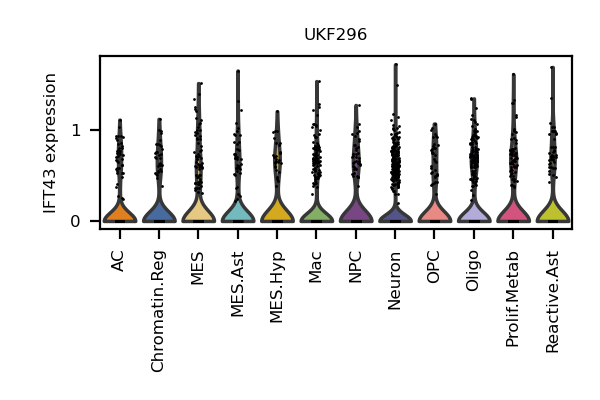 UKF296
IFT43 expression
1
0
AC
Chromatin.Reg
MES
MES.Ast
MES.Hyp
Mac
NPC
Neuron
OPC
Oligo
Prolif.Metab
Reactive.Ast